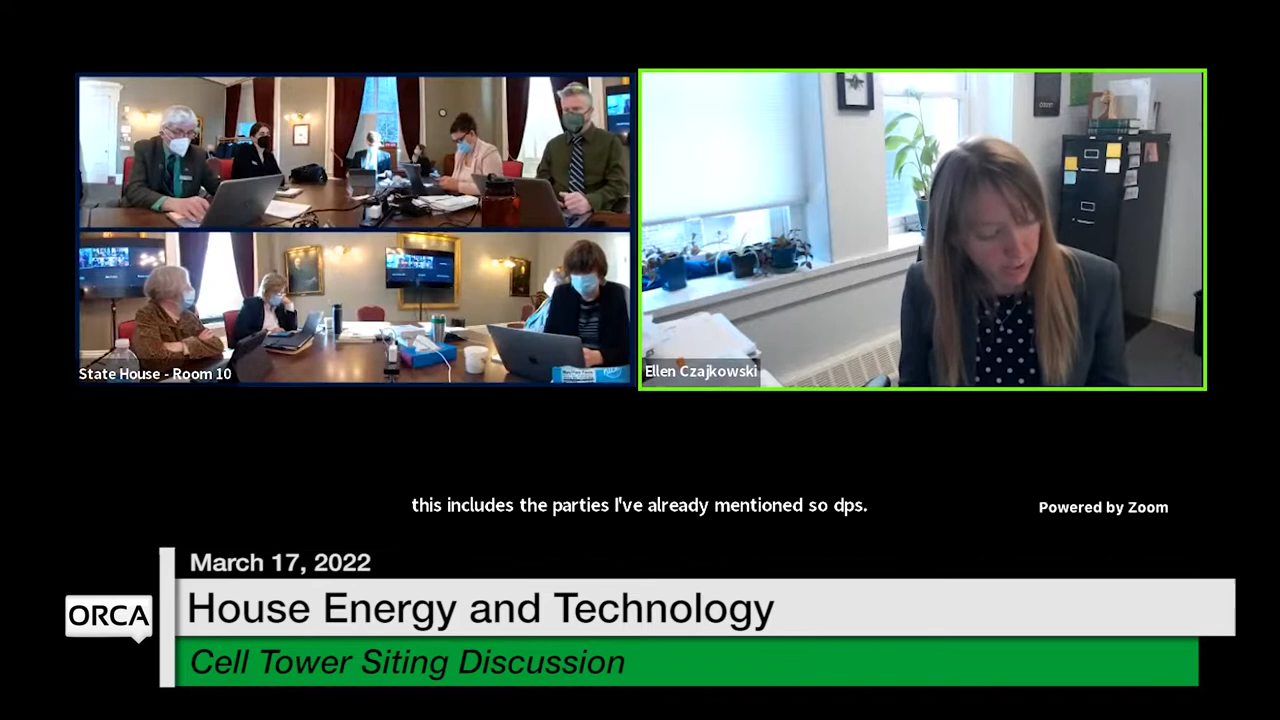 State House - Room 10
Ellen Czajkowski
this includes the parties I've already mentioned so dps.
Powered by Zoom
March 17, 2022
ORCA
House Energy and Technology
Cell Tower Siting Discussion